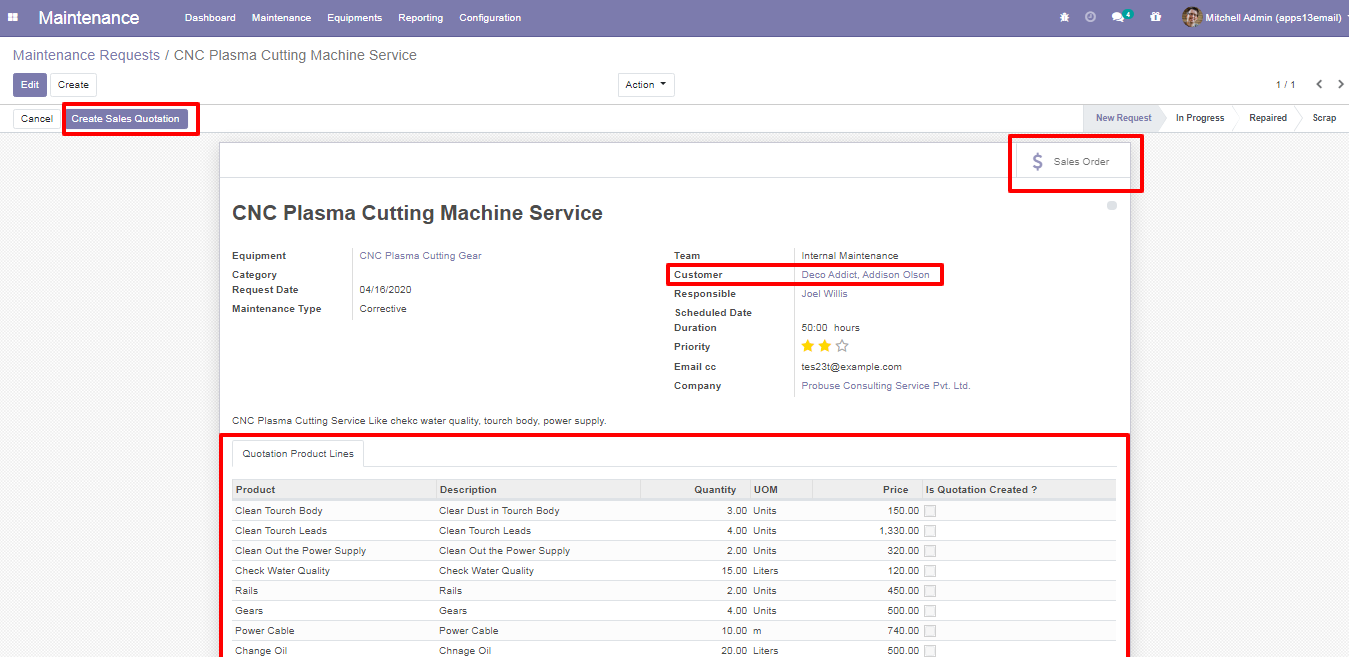 Maintenance Dashboard Maintenance Equipments Reporting Configuration 4 Mitchell Admin (apps13email)
Maintenance Requests / CNC Plasma Cutting Machine Service
Edit Create Action 1 / 1
Cancel Create Sales Quotation New Request In Progress Repaired Scrap
$ Sales Order
CNC Plasma Cutting Machine Service
Equipment CNC Plasma Cutting Gear
Category
Request Date 04/16/2020
Maintenance Type Corrective
Team Internal Maintenance
Customer Deco Addict, Addison Olson
Responsible Joel Willis
Scheduled Date
Duration 50:00 hours
Priority
Email cc tes23t@example.com
Company Probuse Consulting Service Pvt. Ltd.
CNC Plasma Cutting Service Like chekc water quality, tourch body, power supply.
Quotation Product Lines
Product Description Quantity UOM Price Is Quotation Created ?
Clean Tourch Body Clear Dust in Tourch Body 3.00 Units 150.00
Clean Tourch Leads Clean Tourch Leads 4.00 Units 1,330.00
Clean Out the Power Supply Clean Out the Power Supply 2.00 Units 320.00
Check Water Quality Check Water Quality 15.00 Liters 120.00
Rails Rails 2.00 Units 450.00
Gears Gears 4.00 Units 500.00
Power Cable Power Cable 10.00 m 740.00
Change Oil Chnage Oil 20.00 Liters 500.00